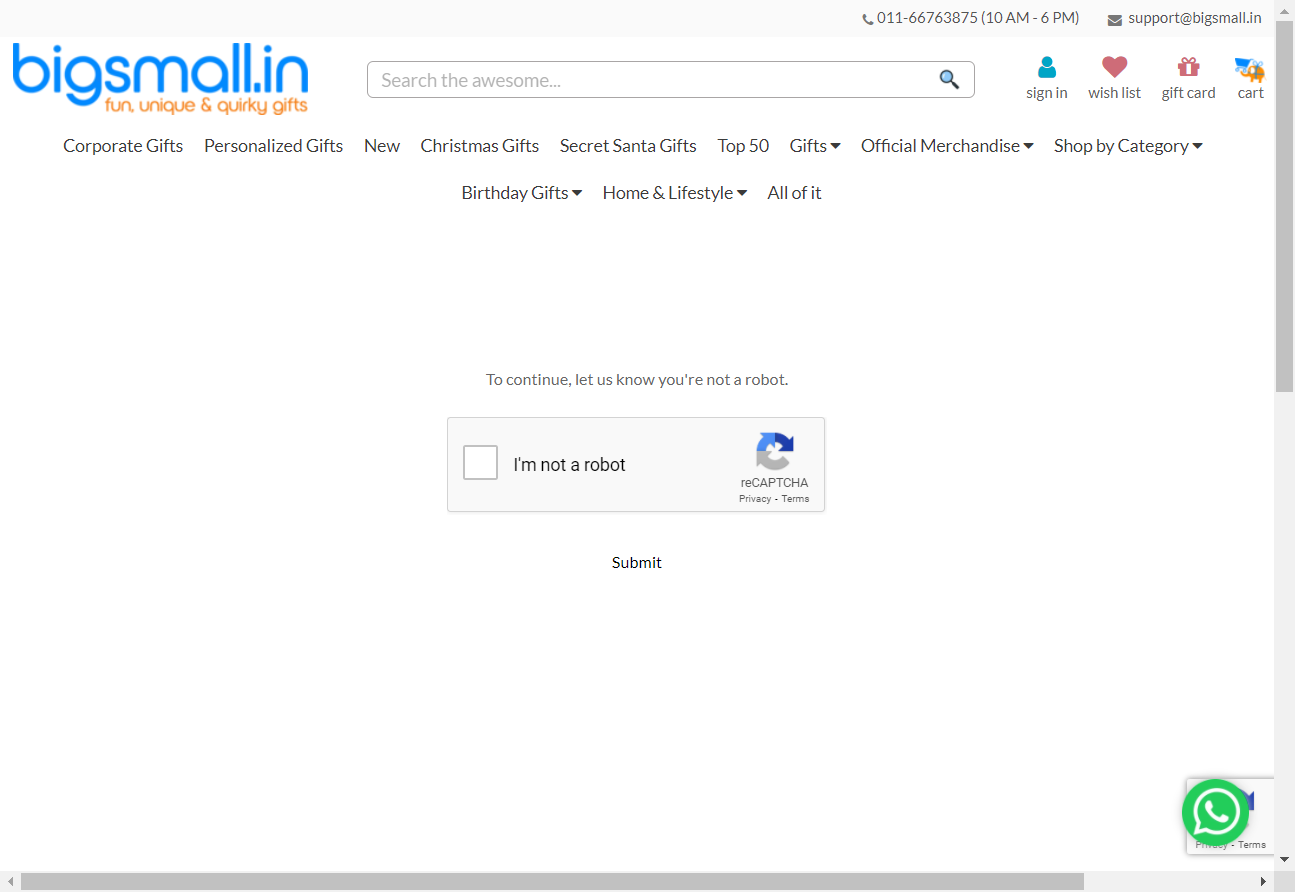 011-66763875 (10 AM - 6 PM) support@bigsmall.in
bigsmall.in
fun, unique & quirky gifts
Search the awesome...
sign in wish list gift card cart
Corporate Gifts Personalized Gifts New Christmas Gifts Secret Santa Gifts Top 50 Gifts Official Merchandise Shop by Category
Birthday Gifts Home & Lifestyle All of it
To continue, let us know you're not a robot.
I'm not a robot
reCAPTCHA
Privacy - Terms
Submit
Privacy - Terms